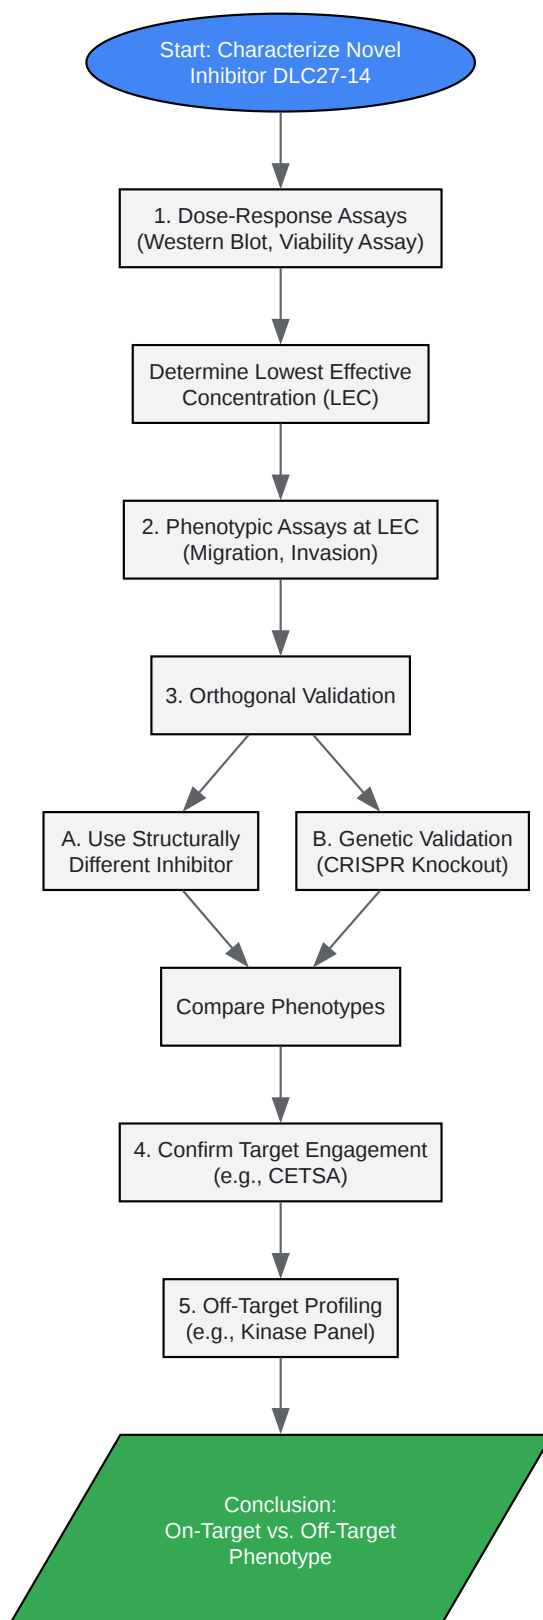 Start: Characterize Novel
Inhibitor DLC27-14
1. Dose-Response Assays
(Western Blot, Viability Assay)
Determine Lowest Effective
Concentration (LEC)
2. Phenotypic Assays at LEC
(Migration, Invasion)
3. Orthogonal Validation
A. Use Structurally
Different Inhibitor
B. Genetic Validation
(CRISPR Knockout)
Compare Phenotypes
4. Confirm Target Engagement
(e.g., CETSA)
5. Off-Target Profiling
(e.g., Kinase Panel)
Conclusion:
On-Target vs. Off-Target
Phenotype